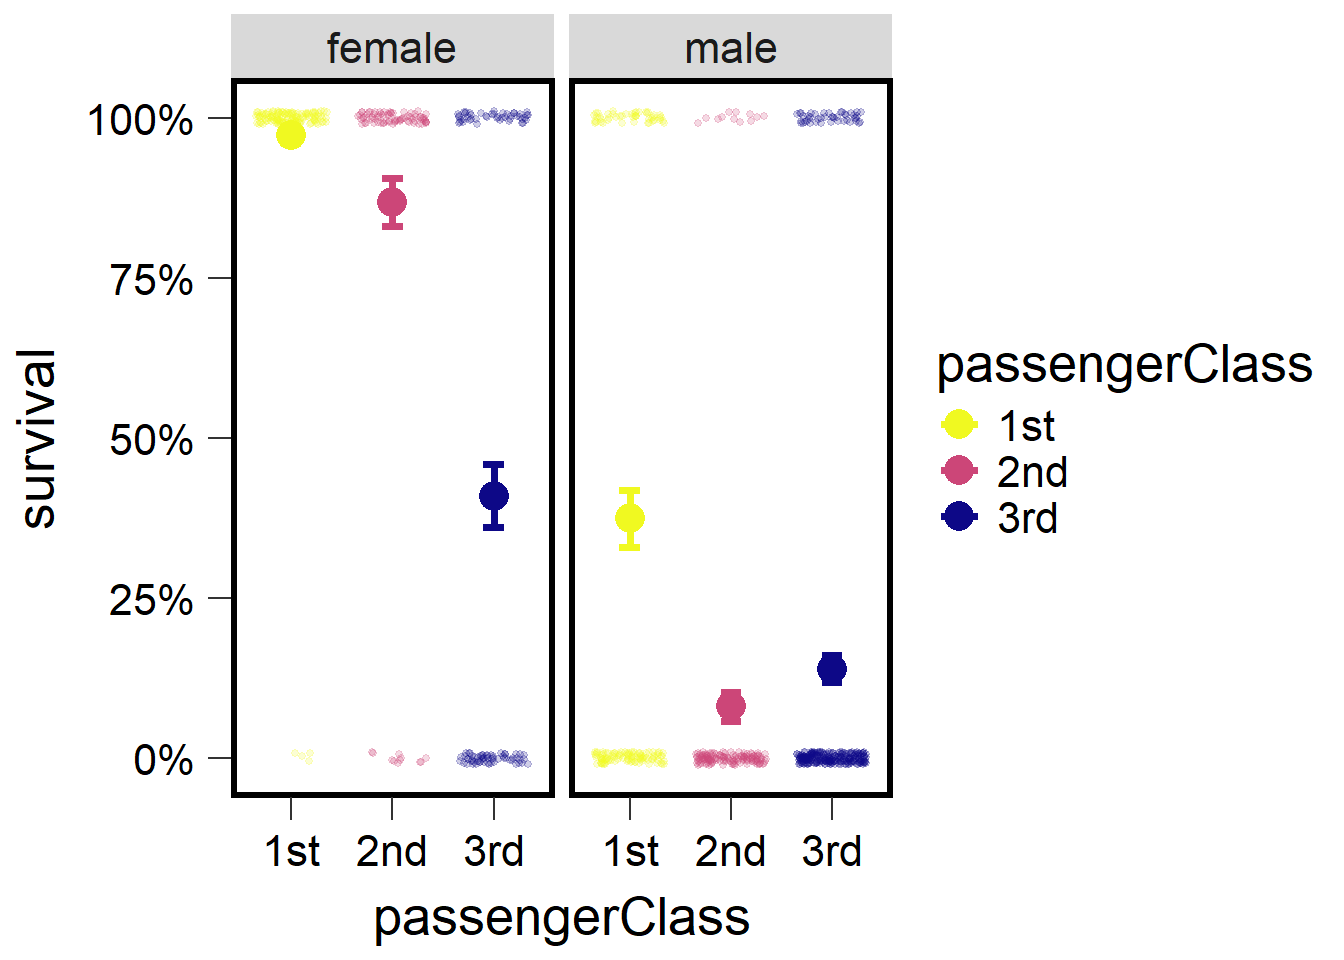 female male
100%
75%
50%
25%
0%
survival
1st 2nd 3rd 1st 2nd 3rd
passengerClass
passengerClass
1st
2nd
3rd